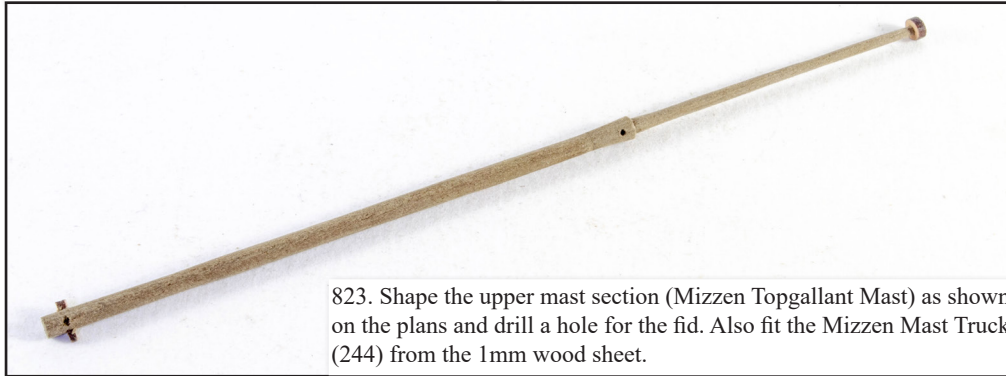 823. Shape the upper mast section (Mizzen Topgallant Mast) as shown
on the plans and drill a hole for the fid. Also fit the Mizzen Mast Truck
(244) from the 1mm wood sheet.